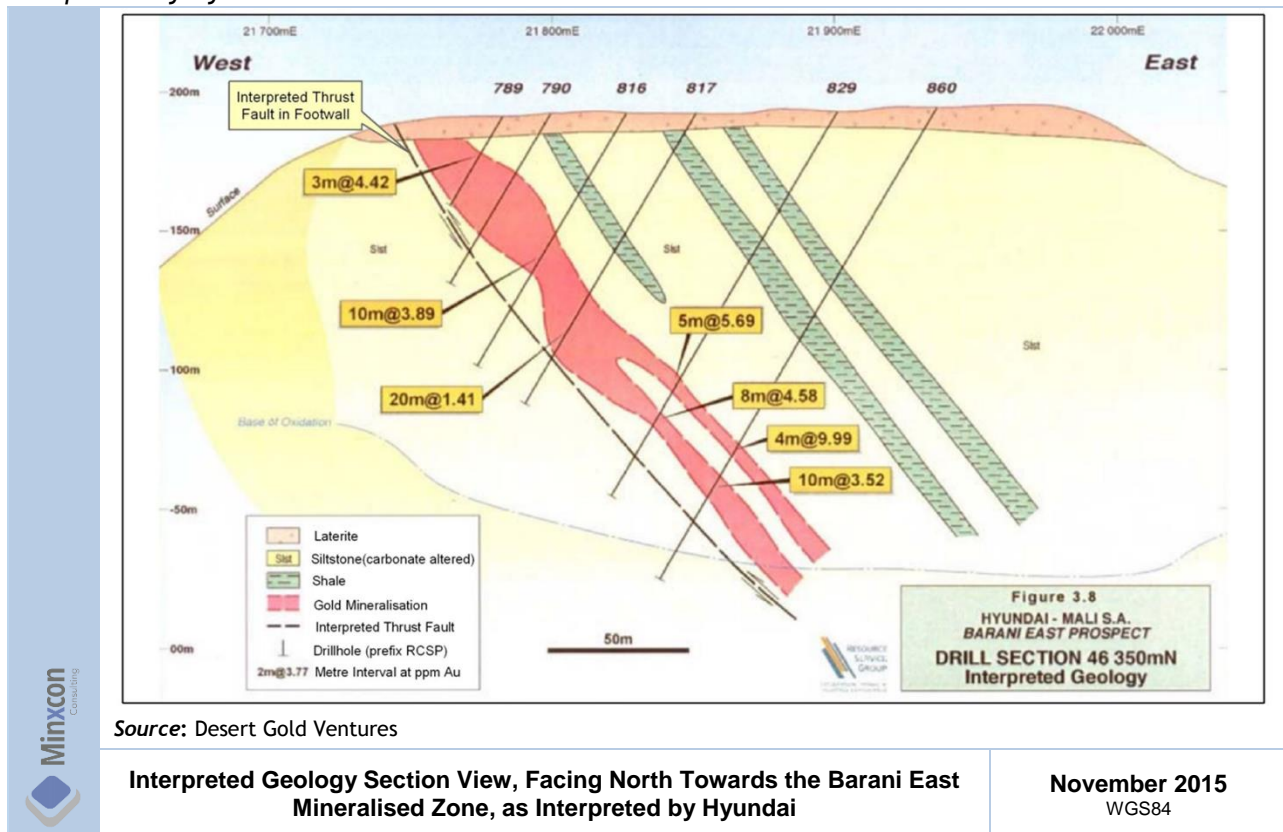 21 700mE 21 800mE 21 900mE 22 000mE
West East
789 790 816 817 829 860
200m
Interpreted Thrust
Fault in Footwall
3m@4.42
Surface
150m
Slst
Slst
10m@3.89
5m@5.69
Slst
100m
20m@1.41
8m@4.58
Base of Oxidation
4m@9.99
10m@3.52
-50m
Laterite
Slst Siltstone(carbonate altered)
Shale
Gold Mineralisation
Interpreted Thrust Fault
Drillhole (prefix RCSP)
2m@3.77 Metre Interval at ppm Au
00m
50m
RESOURCE
SERVICE
GROUP
Figure 3.8
HYUNDAI - MALI S.A.
BARANI EAST PROSPECT
DRILL SECTION 46 350mN
Interpreted Geology
Minxcon
Consulting
Source: Desert Gold Ventures
Interpreted Geology Section View, Facing North Towards the Barani East
Mineralised Zone, as Interpreted by Hyundai
November 2015
WGS84